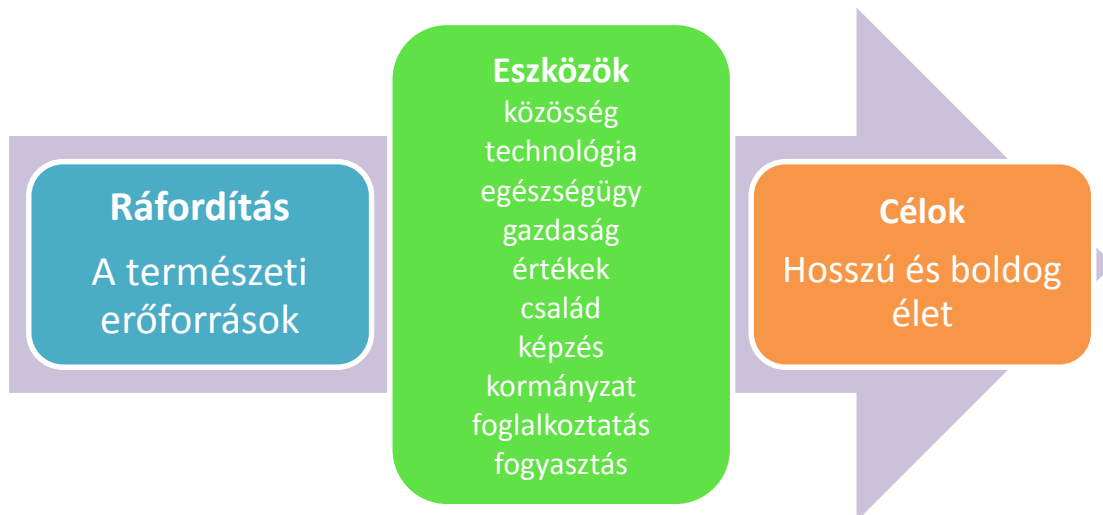 Ráfordítás
A természeti
erőforrások
Eszközök
közösség
technológia
egészségügy
gazdaság
értékek
család
képzés
kormányzat
foglalkoztatás
fogyasztás
Célok
Hosszú és boldog
élet